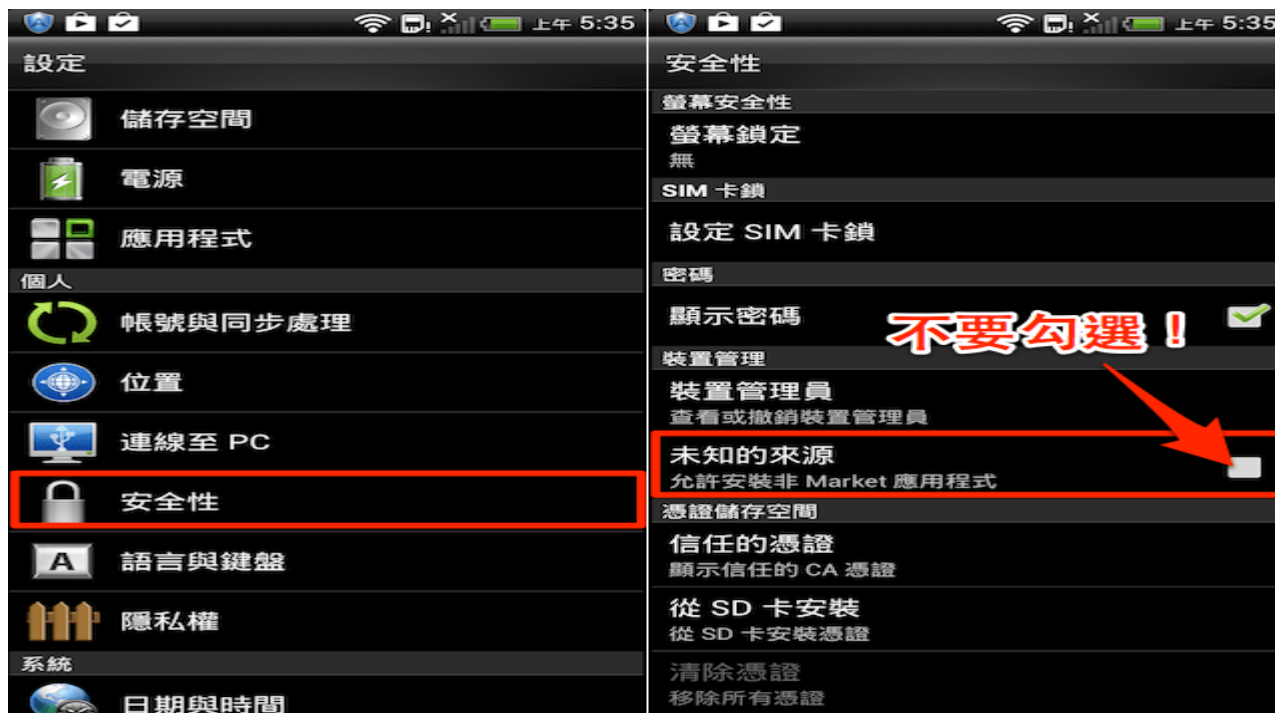 上午 5:35
設定
儲存空間
電源
應用程式
個人
帳號與同步處理
位置
連線至 PC
安全性
A 語言與鍵盤
隱私權
系統
日期與時間
上午 5:35
安全性
螢幕安全性
螢幕鎖定
無
SIM 卡鎖
設定 SIM 卡鎖
密碼
顯示密碼
不要勾選！
裝置管理
裝置管理員
查看或撤銷裝置管理員
未知的來源
允許安裝非 Market 應用程式
憑證儲存空間
信任的憑證
顯示信任的 CA 憑證
從 SD 卡安裝
從 SD 卡安裝憑證
清除憑證
移除所有憑證